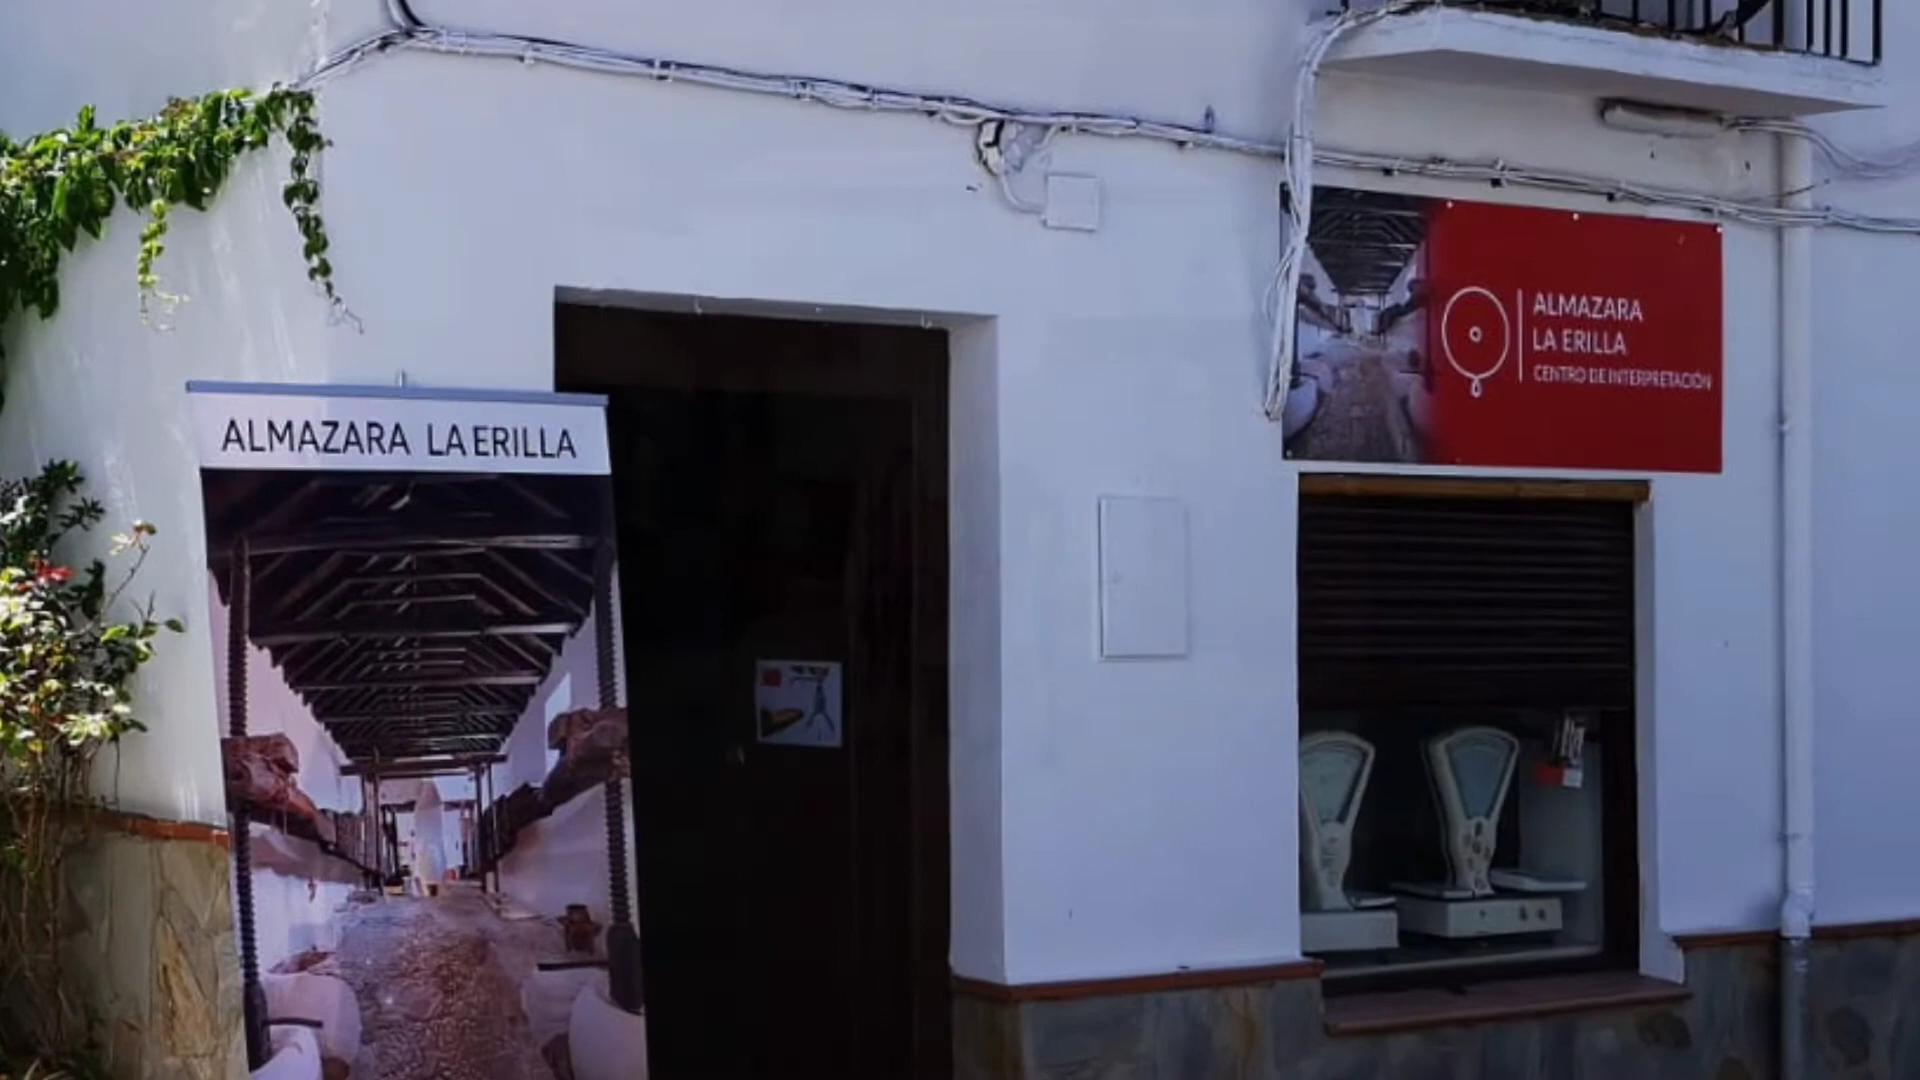 ALMAZARA LA ERILLA
ALMAZARA
LA ERILLA
CENTRO DE INTERPRETACIÓN